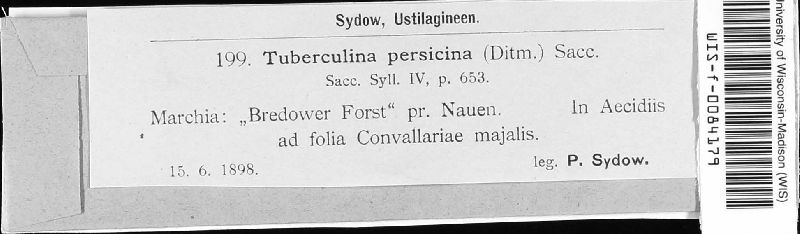 Sydow, Ustilagineen.
199. Tuberculina persicina (Ditm.) Sacc.
Sacc. Syll. IV, p. 653.
Marchia: „Bredower Forst“ pr. Nauen. In Aecidiis
ad folia Convallariae majalis.
15. 6. 1898. leg. P. Sydow.
WIS-f-0084179
University of Wisconsin-Madison (WIS)